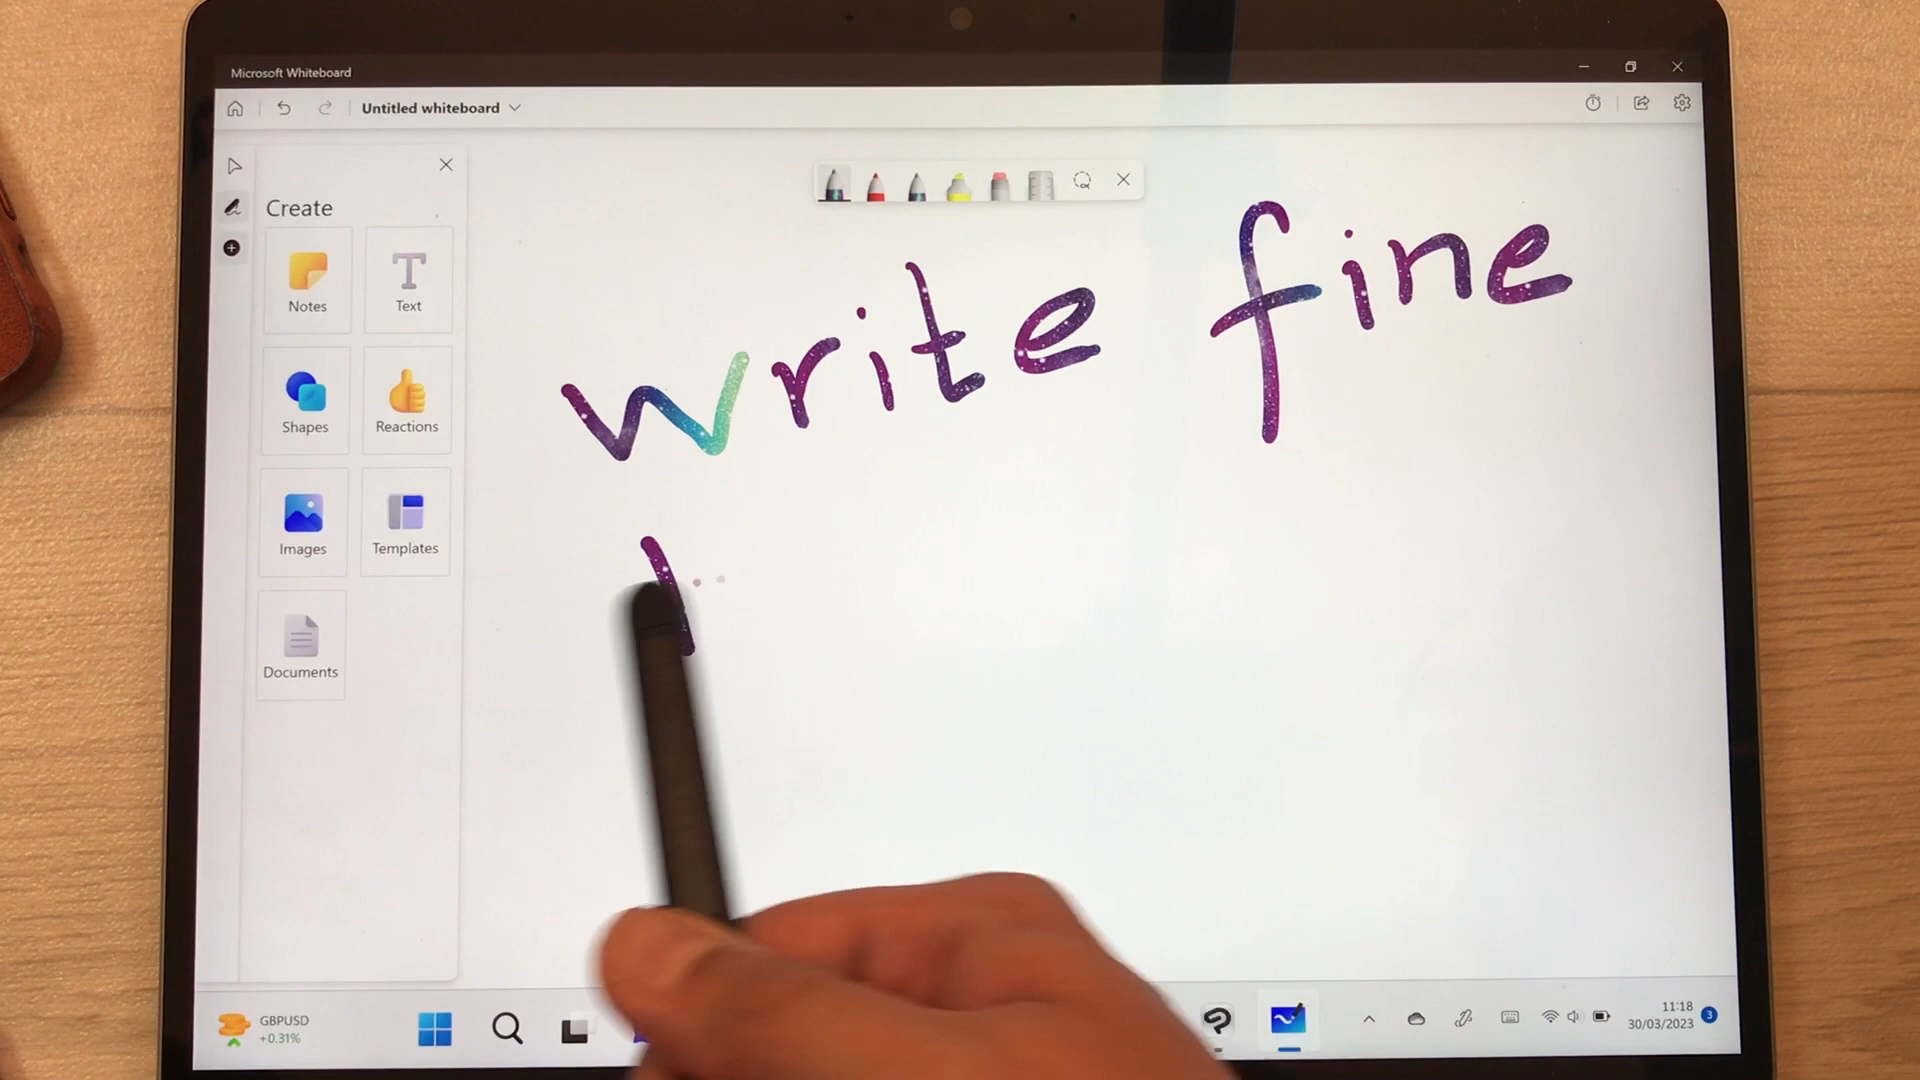 Microsoft Whiteboard
Untitled whiteboard
Create
Notes
Text
Shapes
Reactions
Images
Templates
Documents
write fine
GBPUSD
+0.31%
11:18
30/03/2023
3